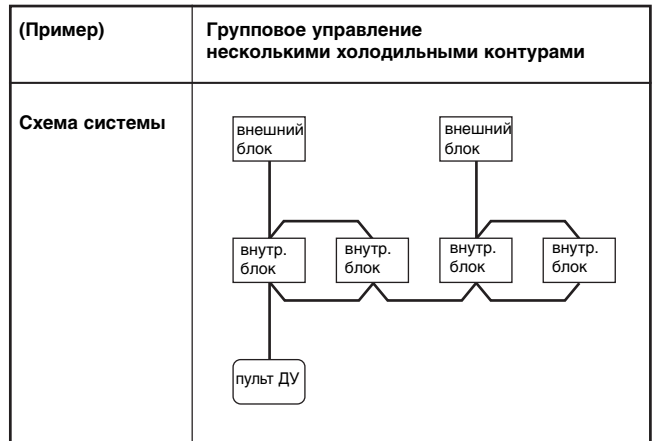 (Пример)
Групповое управление
несколькими холодильными контурами
Схема системы
внешний
блок
внешний
блок
внутр.
блок
внутр.
блок
внутр.
блок
внутр.
блок
пульт ДУ